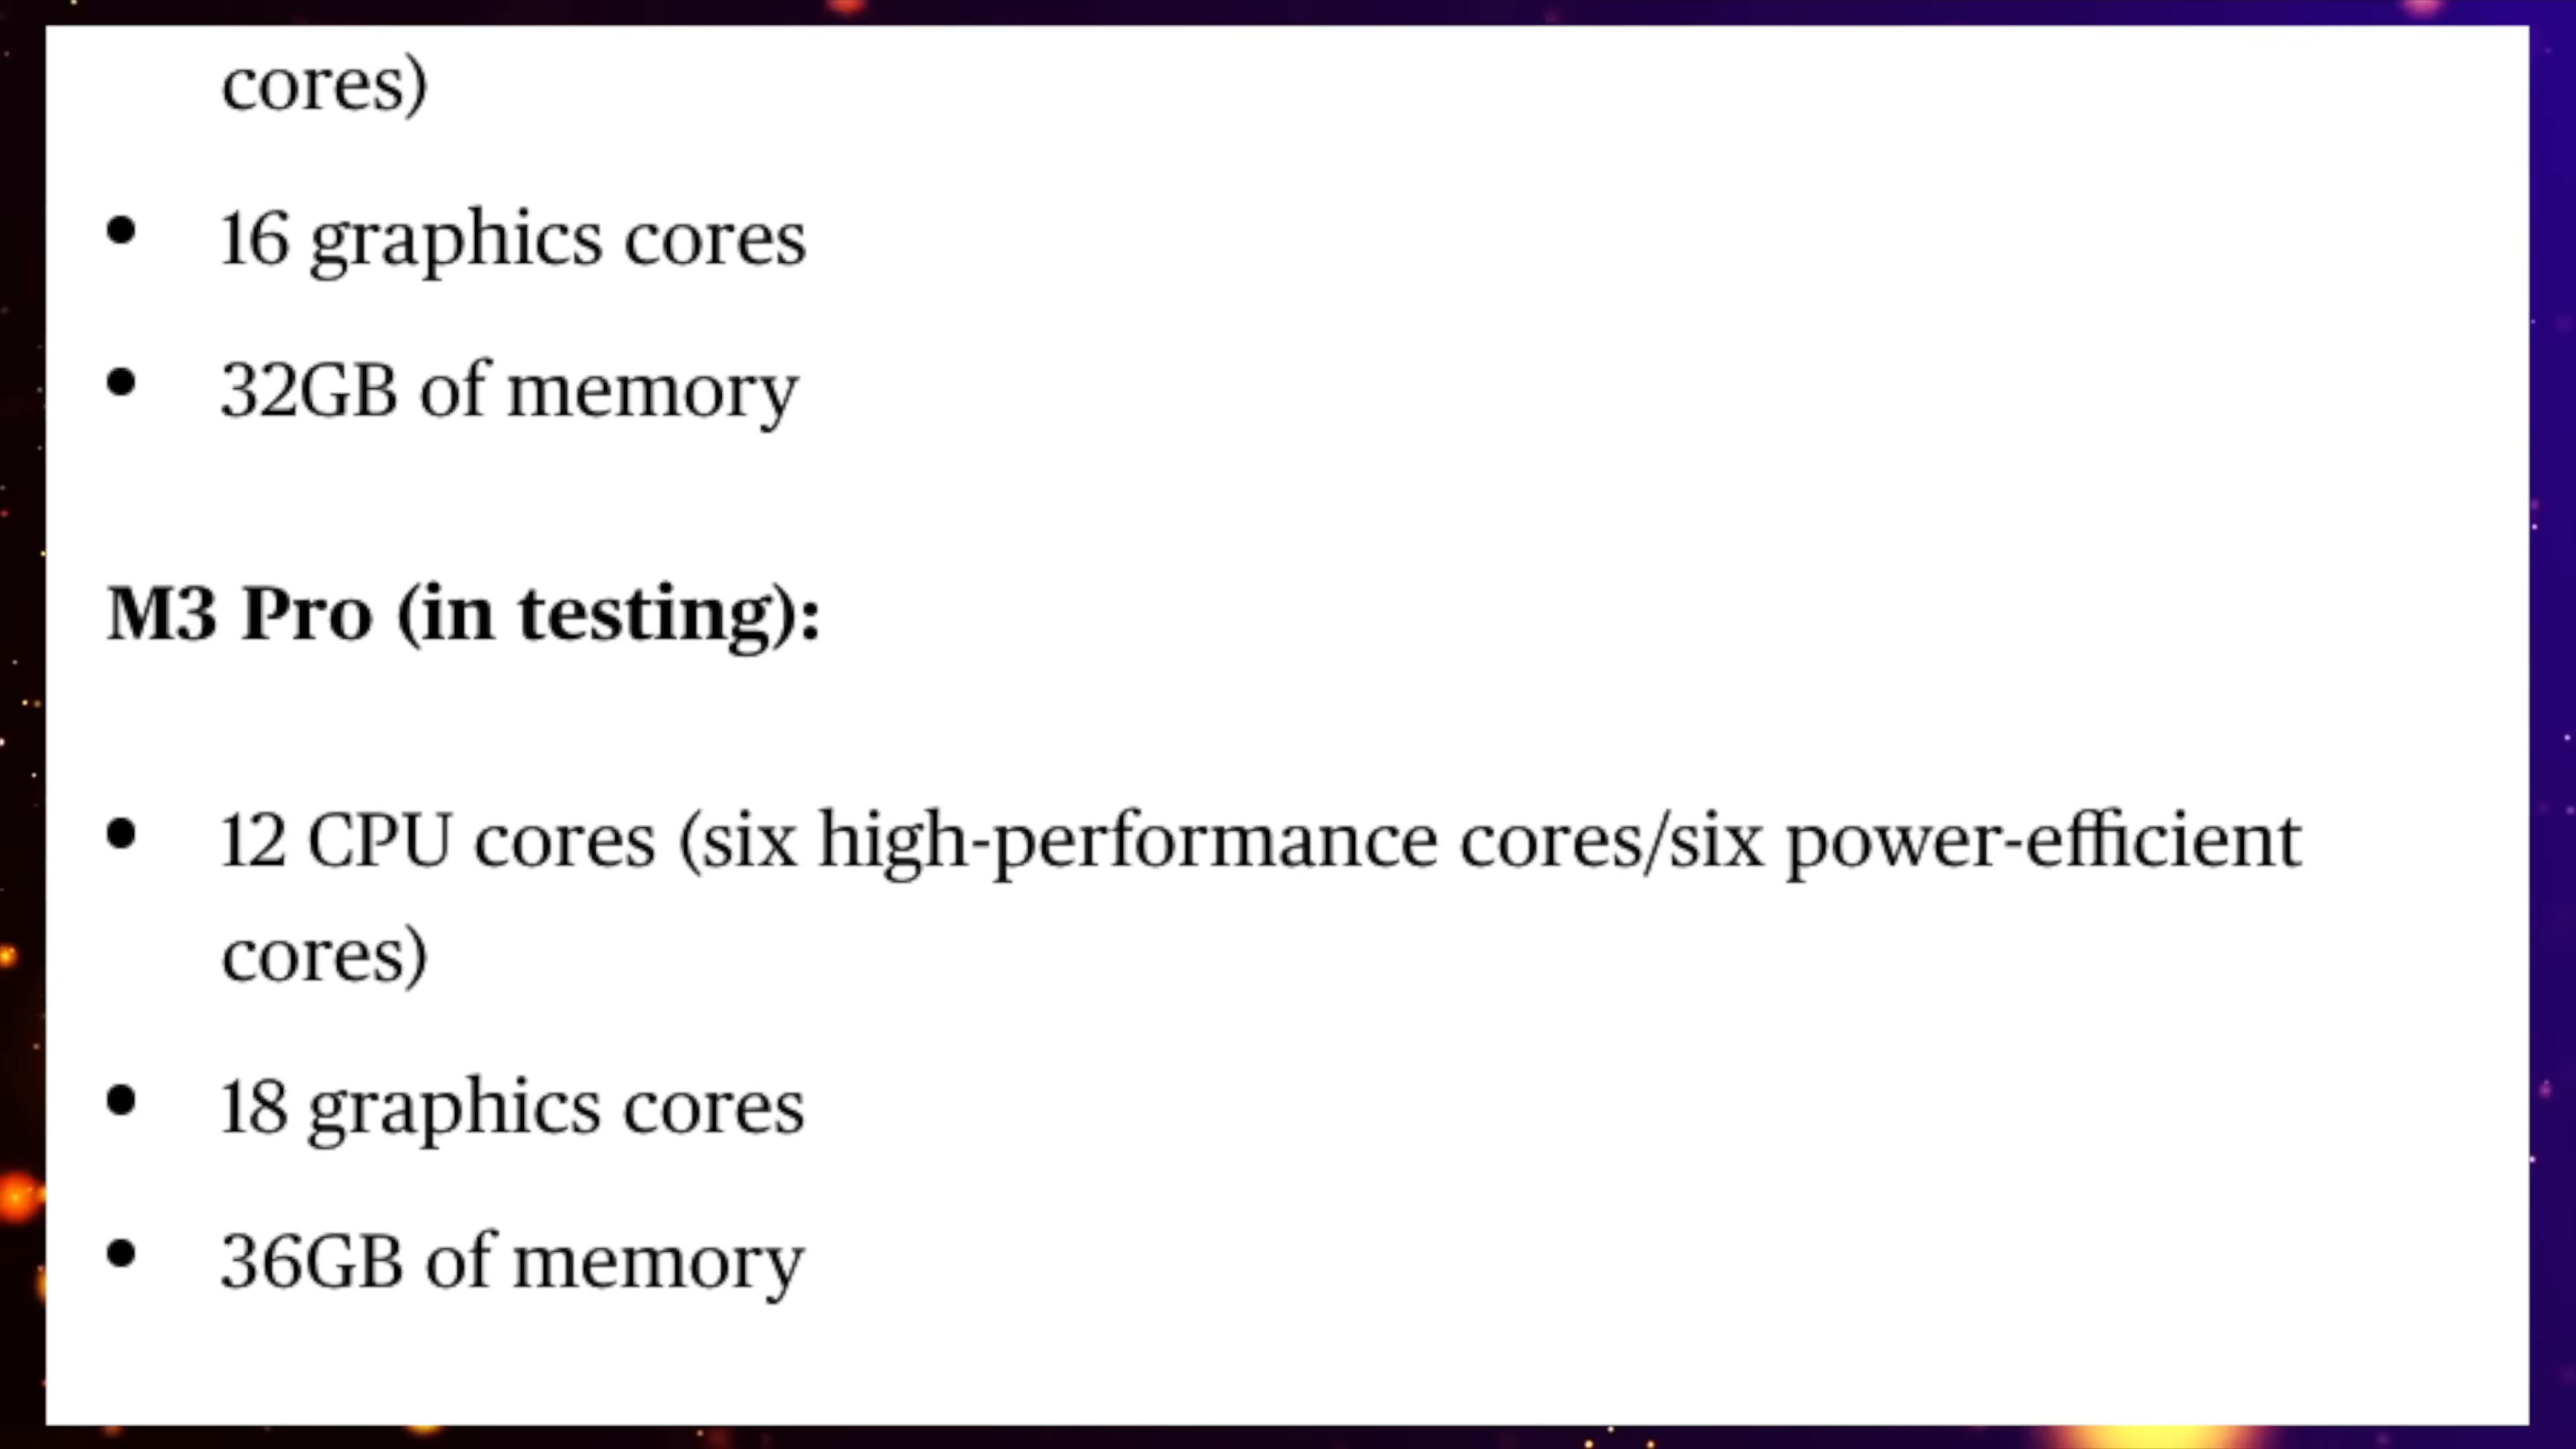 cores)
• 16 graphics cores
• 32GB of memory
M3 Pro (in testing):
• 12 CPU cores (six high-performance cores/six power-efficient
cores)
• 18 graphics cores
• 36GB of memory